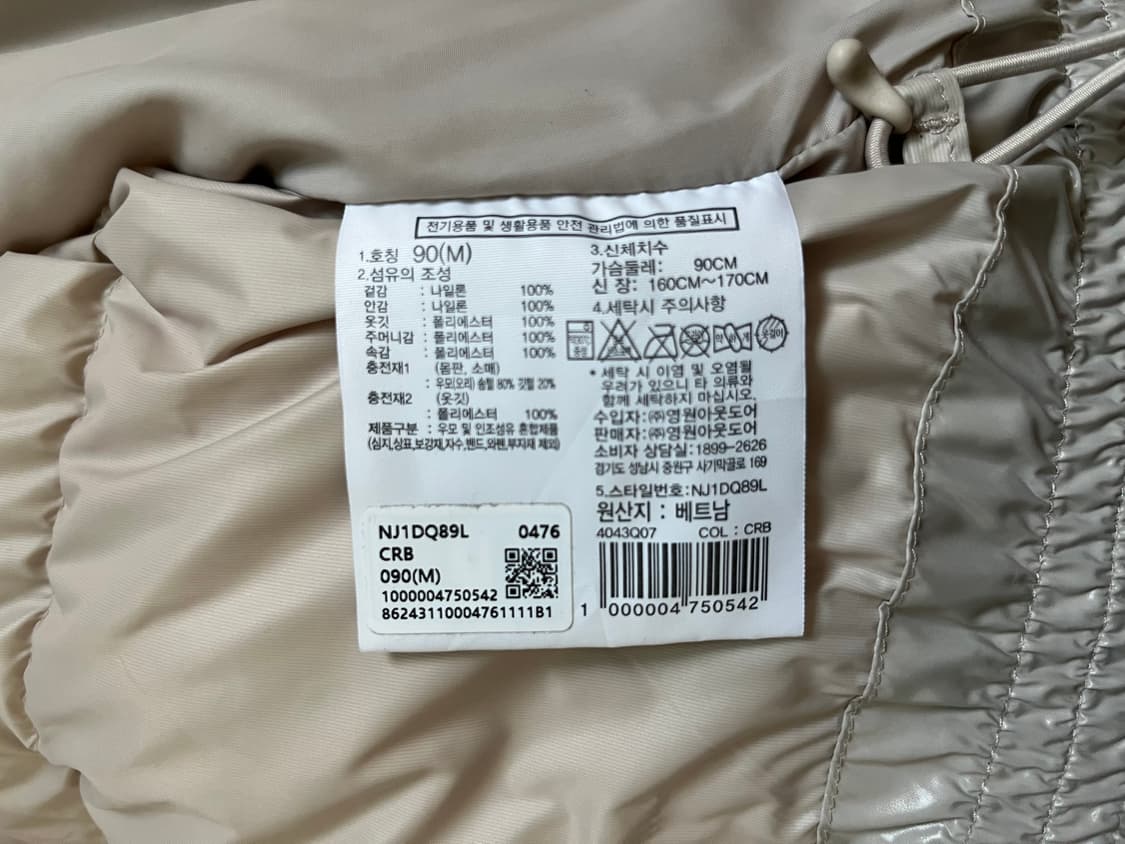 전기용품 및 생활용품 안전 관리법에 의한 품질표시
1.호칭 90(M)
2.섬유의 조성
겉감 : 나일론 100%
안감 : 나일론 100%
옷깃 : 폴리에스터 100%
주머니감 : 폴리에스터 100%
속감 : 폴리에스터 100%
충전재1 (몸판, 소매)
: 우모(오리) 솜털 80% 깃털 20%
충전재2 (옷깃)
: 폴리에스터 100%
제품구분 : 우모 및 인조섬유 혼합제품
(심지,상표,보강재,자수,밴드,와펜,부자재 제외)
3.신체치수
가슴둘레: 90CM
신 장: 160CM~170CM
4.세탁시 주의사항
약 하 게 옷걸이
* 세탁 시 이염 및 오염될
우려가 있으니 타 의류와
함께 세탁하지 마십시오.
수입자:(주)영원아웃도어
판매자:(주)영원아웃도어
소비자 상담실:1899-2626
경기도 성남시 중원구 사기막골로 169
5.스타일번호:NJ1DQ89L
원산지 : 베트남
4043Q07 COL : CRB
1 000004 750542
NJ1DQ89L 0476
CRB
090(M)
1000004750542
86243110004761111B1